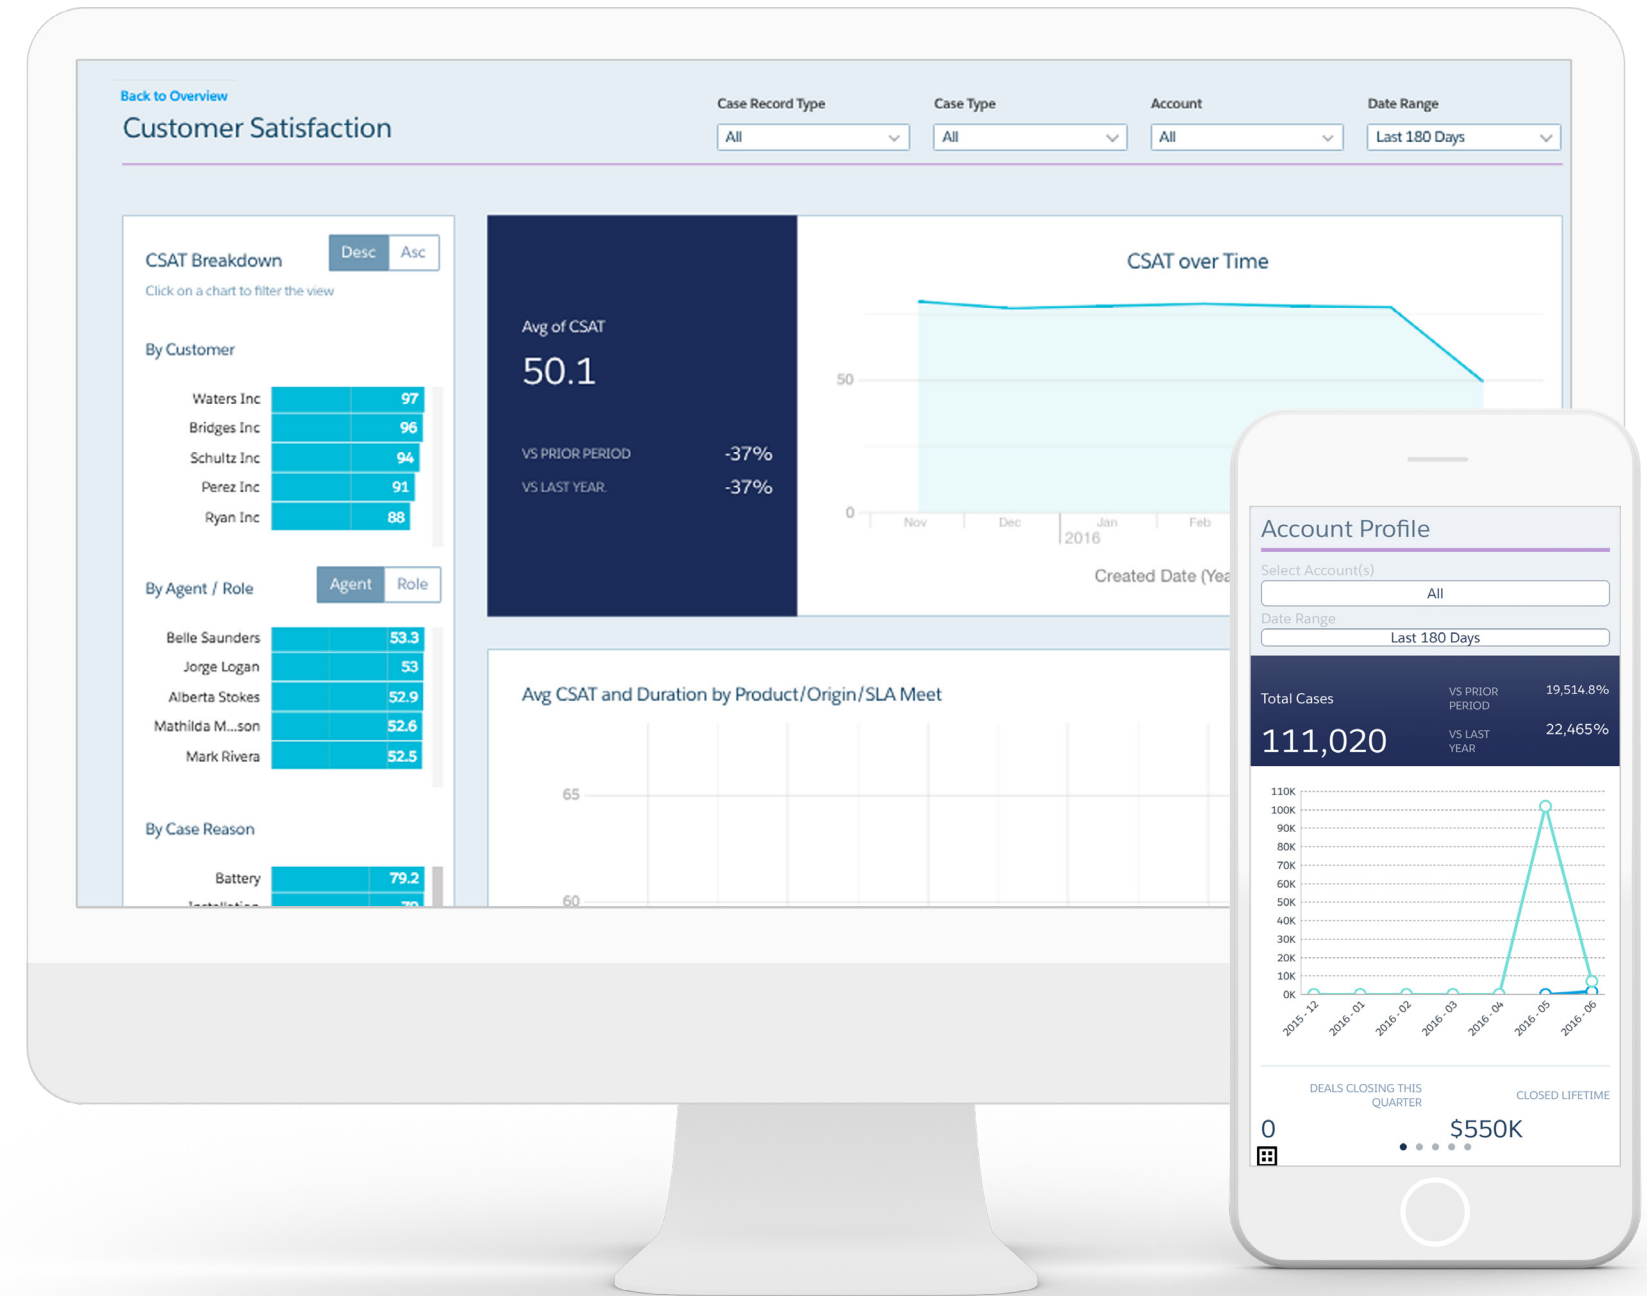 Back to Overview
Customer Satisfaction
Case Record Type
All
Case Type
All
Account
All
Date Range
Last 180 Days
CSAT Breakdown
Desc
Asc
Click on a chart to filter the view
By Customer
Waters Inc 97
Bridges Inc 96
Schultz Inc 94
Perez Inc 91
Ryan Inc 88
By Agent / Role
Agent
Role
Belle Saunders 53.3
Jorge Logan 53
Alberta Stokes 52.9
Mathilda M...son 52.6
Mark Rivera 52.5
By Case Reason
Battery 79.2
Avg of CSAT
50.1
VS PRIOR PERIOD -37%
VS LAST YEAR. -37%
CSAT over Time
50
0
Nov
Dec
Jan
Feb
2016
Created Date (Yea
Avg CSAT and Duration by Product/Origin/SLA Meet
65
60
Account Profile
Select Account(s)
All
Date Range
Last 180 Days
Total Cases
111,020
VS PRIOR
PERIOD
19,514.8%
VS LAST
YEAR
22,465%
110K
100K
90K
80K
70K
60K
50K
40K
30K
20K
10K
0K
2015 - 12
2016 - 01
2016 - 02
2016 - 03
2016 - 04
2016 - 05
2016 - 06
DEALS CLOSING THIS
QUARTER
0
CLOSED LIFETIME
$550K